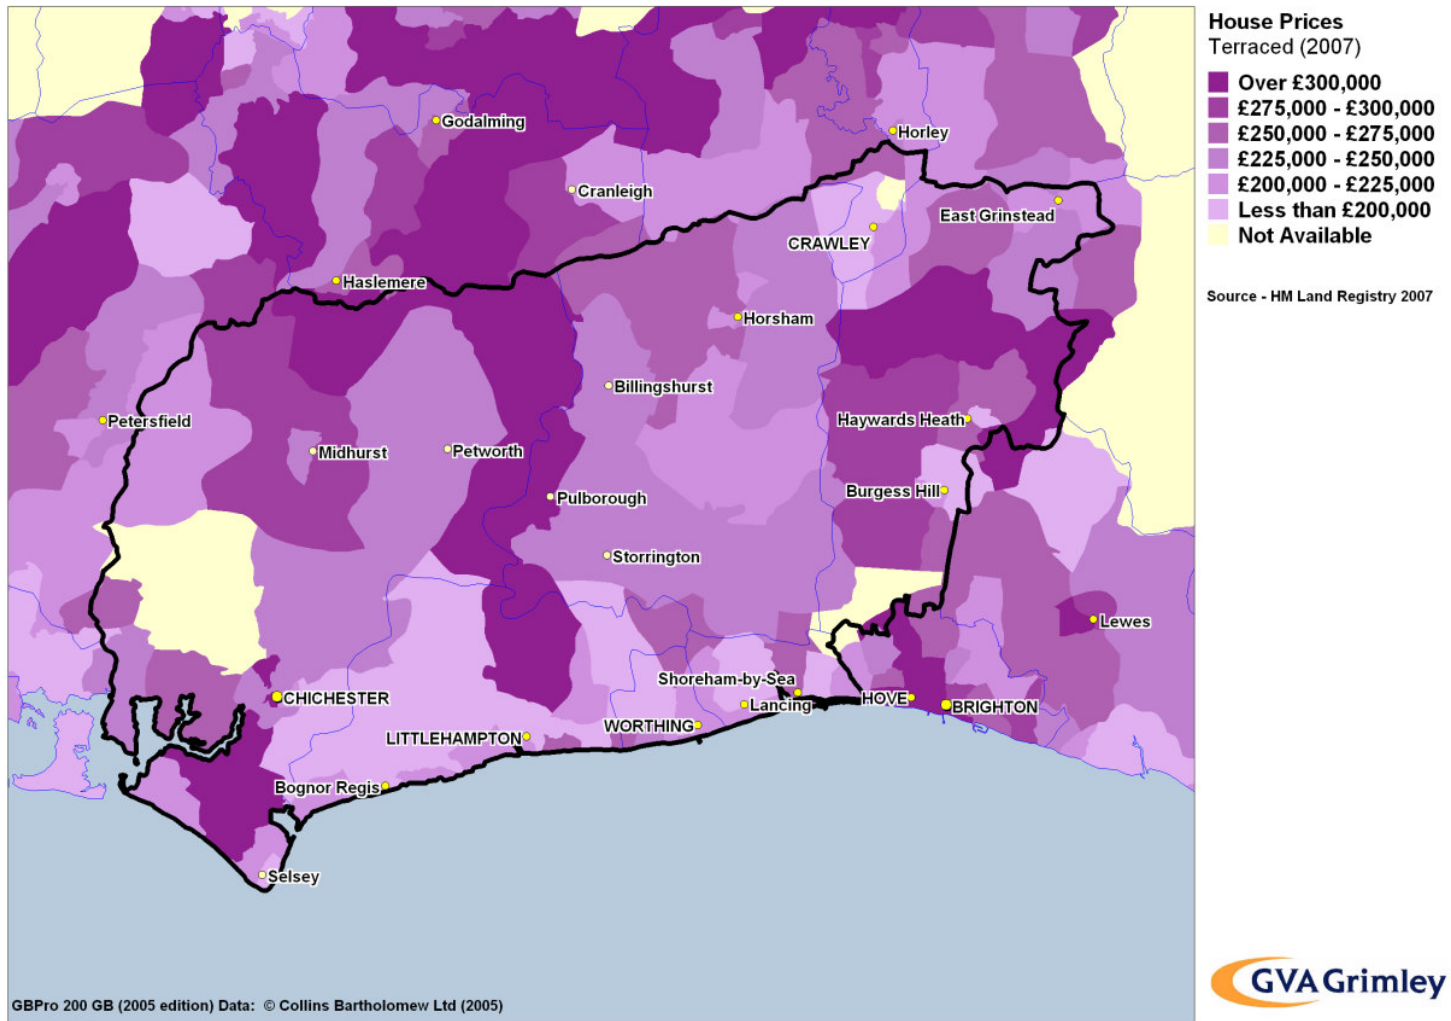 House Prices
Terraced (2007)
Over £300,000
£275,000 - £300,000
£250,000 - £275,000
£225,000 - £250,000
£200,000 - £225,000
Less than £200,000
Not Available
Source - HM Land Registry 2007
Godalming
Horley
Cranleigh
East Grinstead
CRAWLEY
Haslemere
Horsham
Billingshurst
Petersfield
Haywards Heath
Midhurst
Petworth
Pulborough
Burgess Hill
Storrington
Lewes
Shoreham-by-Sea
CHICHESTER
Lancing
HOVE
BRIGHTON
WORTHING
LITTLEHAMPTON
Bognor Regis
Selsey
GVA Grimley
GBPro 200 GB (2005 edition) Data: © Collins Bartholomew Ltd (2005)